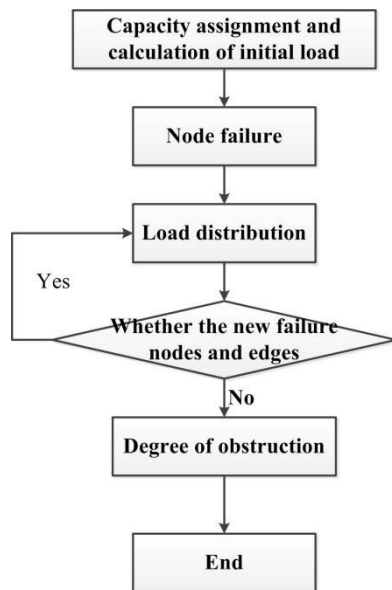 Capacity assignment and
calculation of initial load
Node failure
Load distribution
Yes
Whether the new failure
nodes and edges
No
Degree of obstruction
End